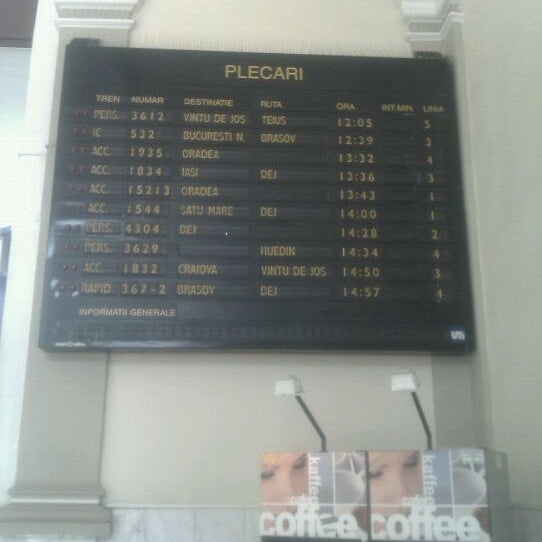 PLECARI
TREN NUMAR DESTINATIE RUTA ORA INT.MIN. LINIA
PERS. 3612 VINTU DE JOS TEIUS 12:05 5
IC 532 BUCURESTI N. BRASOV 12:39 3
ACC. 1935 ORADEA 13:32 4
ACC. 1834 IASI DEJ 13:36 3
ACC. 15213 ORADEA 13:43 1
ACC. 1544 SATU MARE DEJ 14:00 1
PERS. 4304 DEJ 14:28 2
PERS. 3629 HUEDIN 14:34 4
ACC. 1832 CRAIOVA VINTU DE JOS 14:50 3
RAPID 367-2 BRASOV DEJ 14:57 4
INFORMATII GENERALE
UTi
kaffee kaffee
coffee coffee